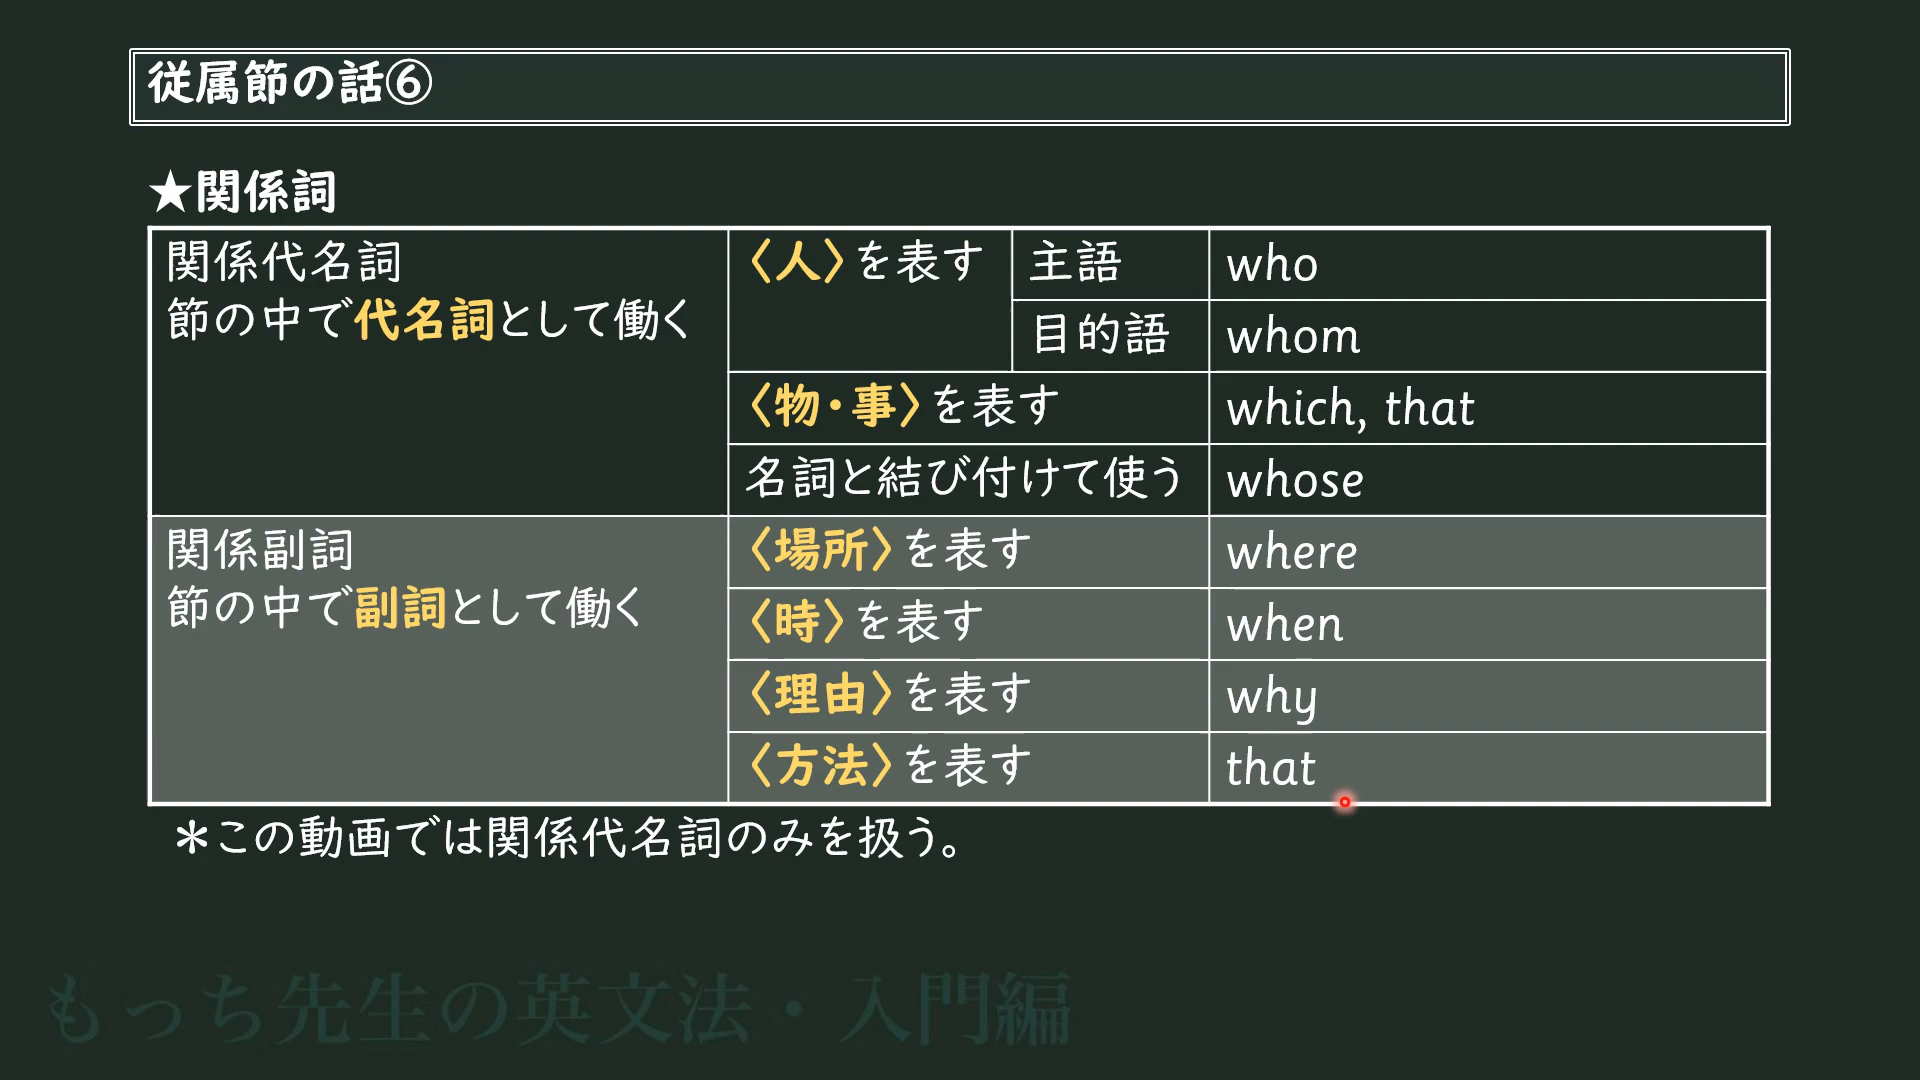 従属節の話⑥
★関係詞
関係代名詞
節の中で代名詞として働く
〈人〉を表す
主語
who
目的語
whom
〈物・事〉を表す
which, that
名詞と結び付けて使う
whose
関係副詞
節の中で副詞として働く
〈場所〉を表す
where
〈時〉を表す
when
〈理由〉を表す
why
〈方法〉を表す
that
＊この動画では関係代名詞のみを扱う。
もっち先生の英文法・入門編